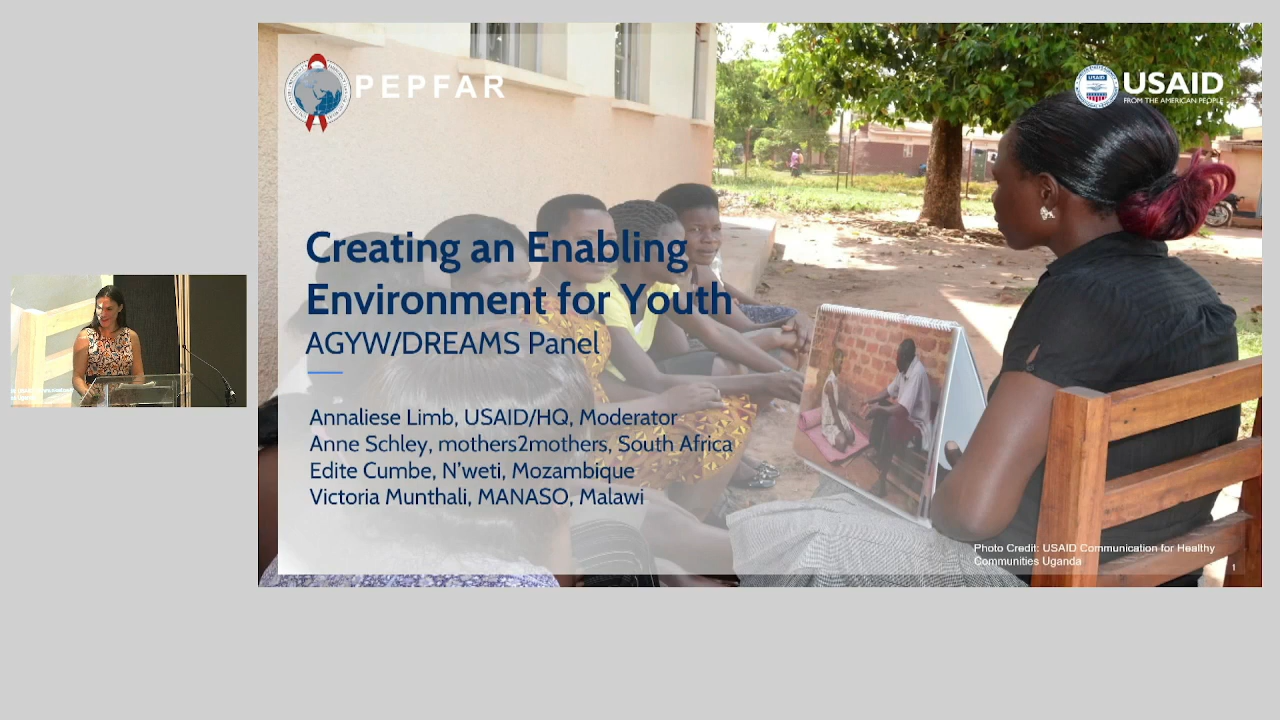 PEPFAR
USAID
FROM THE AMERICAN PEOPLE
Creating an Enabling
Environment for Youth
AGYW/DREAMS Panel
Annaliese Limb, USAID/HQ, Moderator
Anne Schley, mothers2mothers, South Africa
Edite Cumbe, N'weti, Mozambique
Victoria Munthali, MANASO, Malawi
Photo Credit: USAID Communication for Healthy
Communities Uganda
1